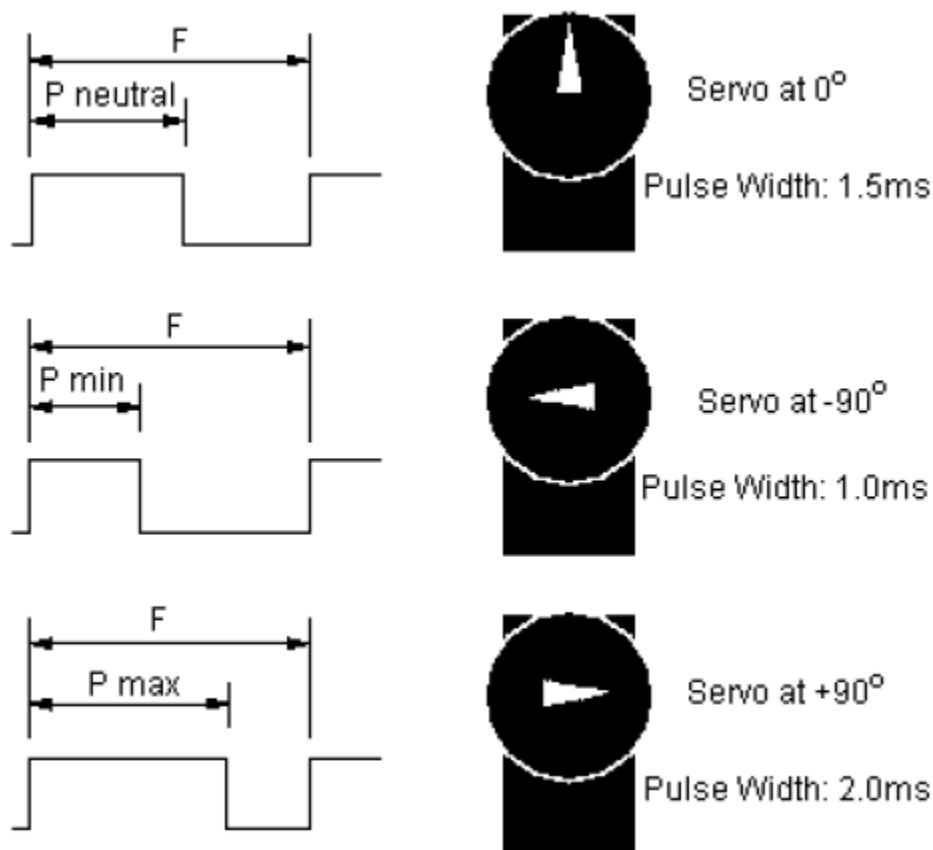 F
P neutral
Servo at 0°
Pulse Width: 1.5ms
F
P min
Servo at -90°
Pulse Width: 1.0ms
F
P max
Servo at +90°
Pulse Width: 2.0ms